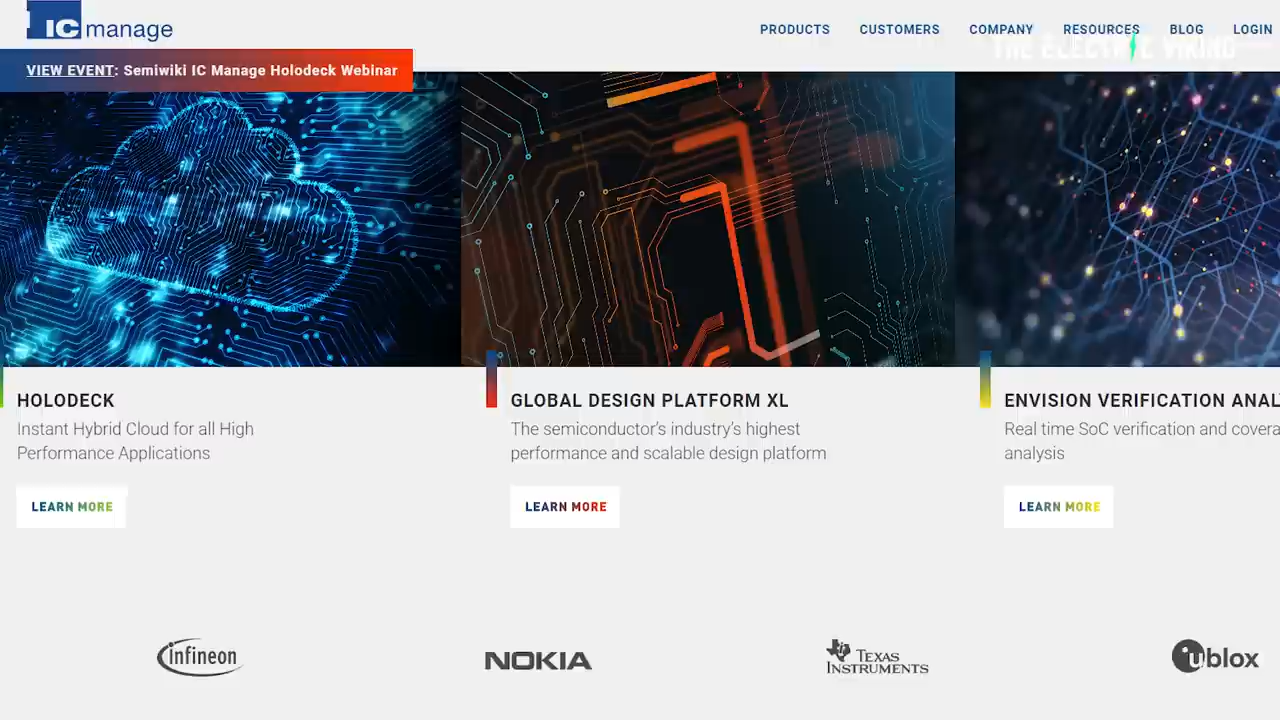 IC manage
PRODUCTS CUSTOMERS COMPANY RESOURCES BLOG LOGIN
THE ELECTRIC VIKING
VIEW EVENT: Semiwiki IC Manage Holodeck Webinar
HOLODECK
Instant Hybrid Cloud for all High
Performance Applications
LEARN MORE
GLOBAL DESIGN PLATFORM XL
The semiconductor's industry's highest
performance and scalable design platform
LEARN MORE
ENVISION VERIFICATION ANAL
Real time SoC verification and covera
analysis
LEARN MORE
infineon
NOKIA
TEXAS
INSTRUMENTS
ublox